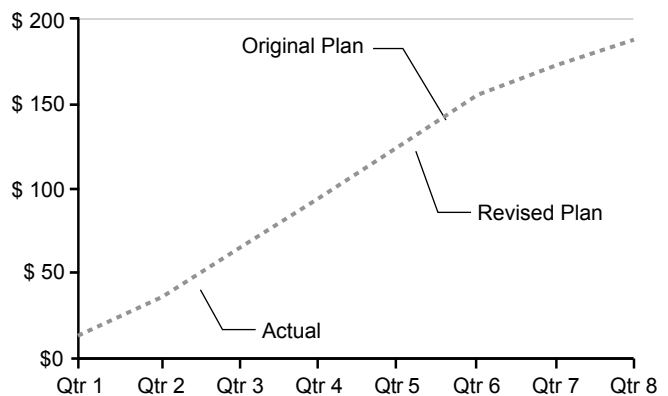 $ 200
Original Plan
$ 150
$ 100
Revised Plan
$ 50
Actual
$0
Qtr 1 Qtr 2 Qtr 3 Qtr 4 Qtr 5 Qtr 6 Qtr 7 Qtr 8